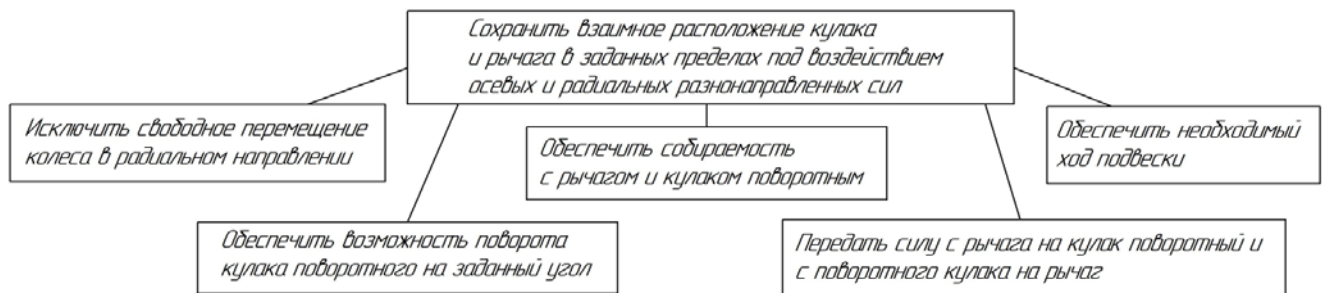 Сохранить взаимное расположение кулака
и рычага в заданных пределах под воздействием
осевых и радиальных разнонаправленных сил
Исключить свободное перемещение
колеса в радиальном направлении
Обеспечить собираемость
с рычагом и кулаком поворотным
Обеспечить необходимый
ход подвески
Обеспечить возможность поворота
кулака поворотного на заданный угол
Передать силу с рычага на кулак поворотный и
с поворотного кулака на рычаг